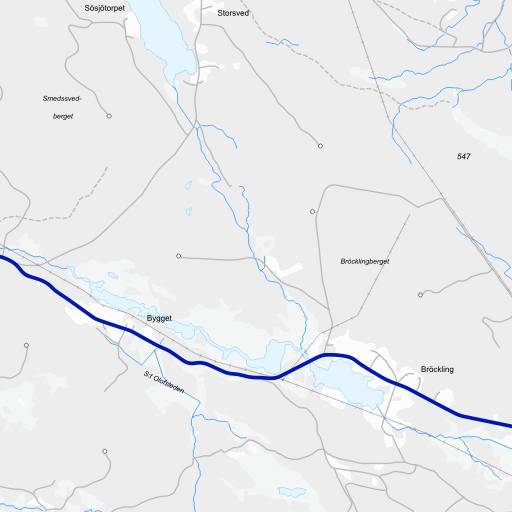 Sösjötorpet
Storsved
Smedssved-
berget
547
Bröcklingberget
Bygget
Bröckling
S:t Olofsleden